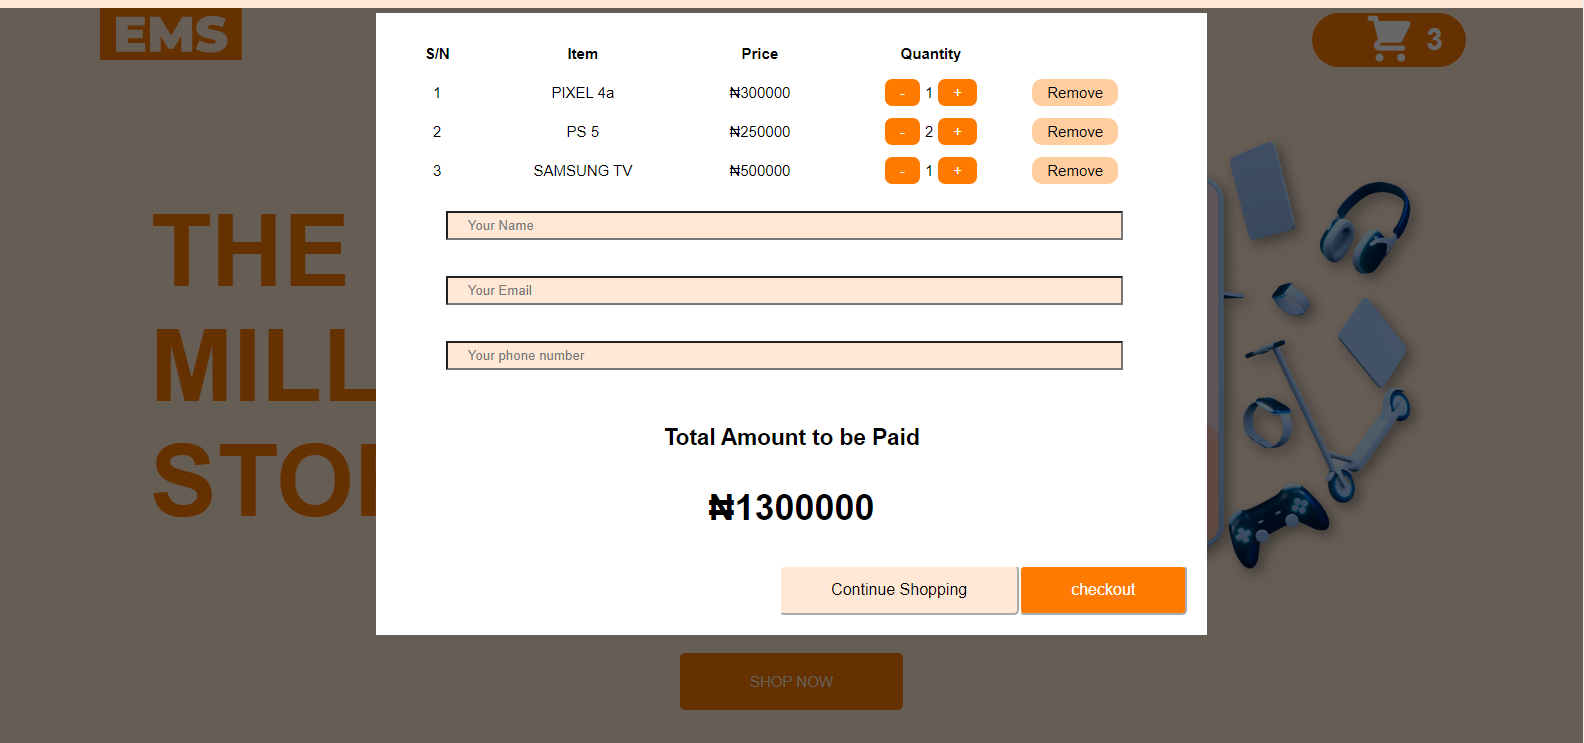 EMS
3
S/N Item Price Quantity
1 PIXEL 4a ₦300000 - 1 + Remove
2 PS 5 ₦250000 - 2 + Remove
3 SAMSUNG TV ₦500000 - 1 + Remove
Your Name
Your Email
Your phone number
THE
MILL
STO
Total Amount to be Paid
₦1300000
Continue Shopping checkout
SHOP NOW